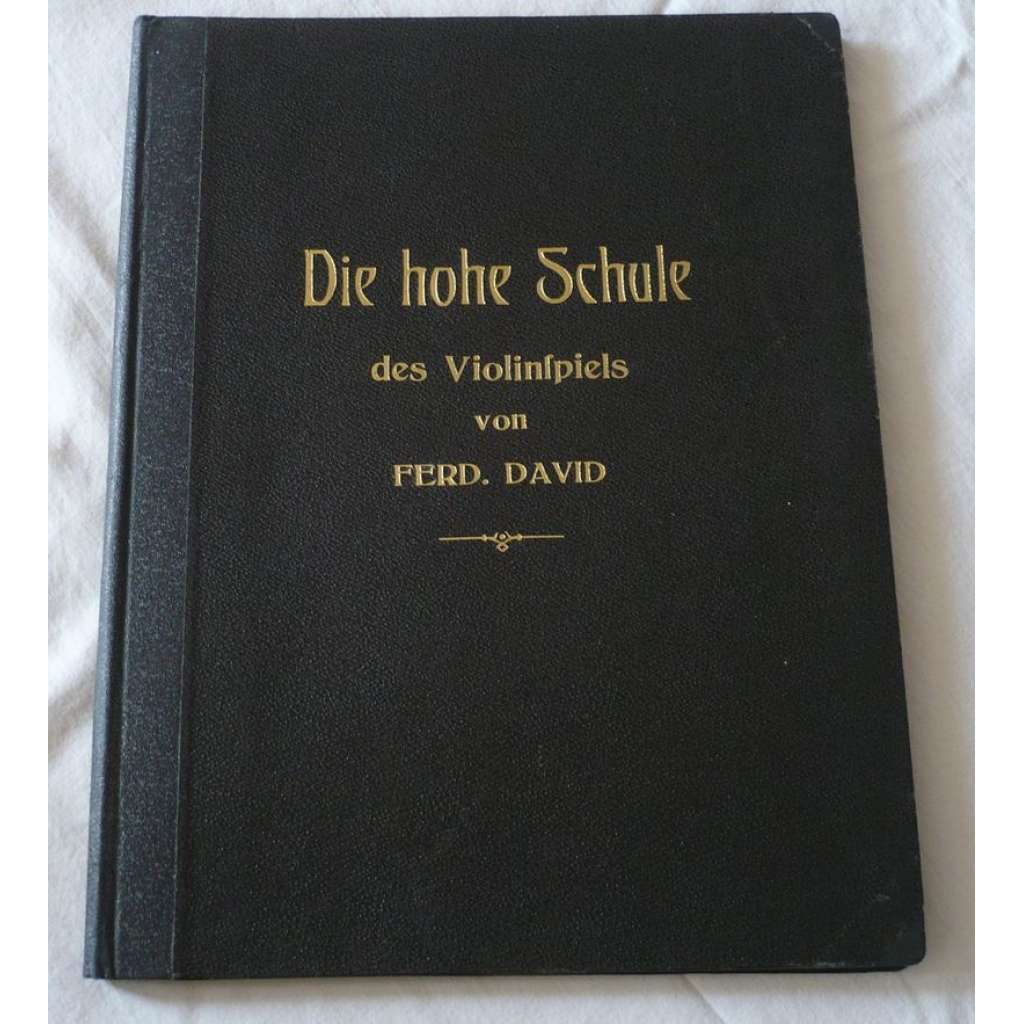 Die hohe Schule
des Violinſpiels
von
FERD. DAVID